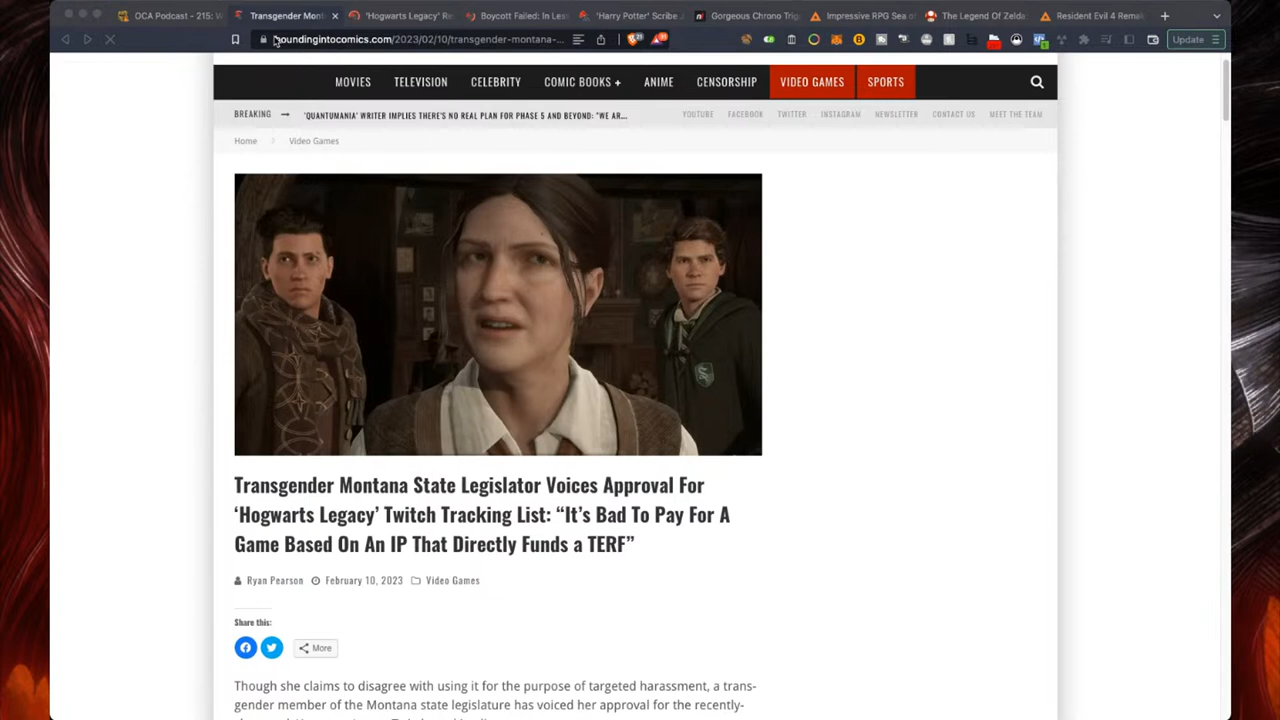 OCA Podcast - 215: W
Transgender Mont
'Hogwarts Legacy' Re
Boycott Failed: In Less
'Harry Potter' Scribe J
Gorgeous Chrono Trig
Impressive RPG Sea of
The Legend Of Zelda
Resident Evil 4 Rema
boundingintocomics.com/2023/02/10/transgender-montana-...
Update
MOVIES TELEVISION CELEBRITY COMIC BOOKS + ANIME CENSORSHIP VIDEO GAMES SPORTS
BREAKING → 'QUANTUMANIA' WRITER IMPLIES THERE'S NO REAL PLAN FOR PHASE 5 AND BEYOND: "WE AR...
YOUTUBE FACEBOOK TWITTER INSTAGRAM NEWSLETTER CONTACT US MEET THE TEAM
Home > Video Games
Transgender Montana State Legislator Voices Approval For
‘Hogwarts Legacy’ Twitch Tracking List: “It’s Bad To Pay For A
Game Based On An IP That Directly Funds a TERF”
Ryan Pearson February 10, 2023 Video Games
Share this:
More
Though she claims to disagree with using it for the purpose of targeted harassment, a trans-
gender member of the Montana state legislature has voiced her approval for the recently-